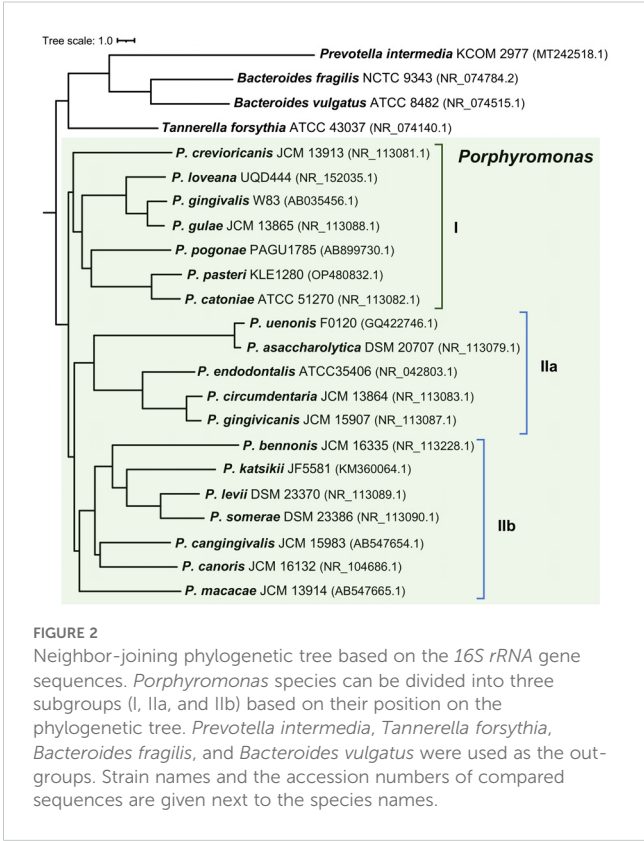 Tree scale: 1.0
Prevotella intermedia KCOM 2977 (MT242518.1)
Bacteroides fragilis NCTC 9343 (NR_074784.2)
Bacteroides vulgatus ATCC 8482 (NR_074515.1)
Tannerella forsythia ATCC 43037 (NR_074140.1)
P. crevioricanis JCM 13913 (NR_113081.1)
Porphyromonas
P. loveana UQD444 (NR_152035.1)
P. gingivalis W83 (AB035456.1)
P. gulae JCM 13865 (NR_113088.1)
I
P. pogonae PAGU1785 (AB899730.1)
P. pasteri KLE1280 (OP480832.1)
P. catoniae ATCC 51270 (NR_113082.1)
P. uenonis F0120 (GQ422746.1)
P. asaccharolytica DSM 20707 (NR_113079.1)
IIa
P. endodontalis ATCC35406 (NR_042803.1)
P. circumdentaria JCM 13864 (NR_113083.1)
P. gingivicanis JCM 15907 (NR_113087.1)
P. bennonis JCM 16335 (NR_113228.1)
P. katsikii JF5581 (KM360064.1)
P. levii DSM 23370 (NR_113089.1)
P. somerae DSM 23386 (NR_113090.1)
IIb
P. cangingivalis JCM 15983 (AB547654.1)
P. canoris JCM 16132 (NR_104686.1)
P. macacae JCM 13914 (AB547665.1)
FIGURE 2
Neighbor-joining phylogenetic tree based on the 16S rRNA gene
sequences. Porphyromonas species can be divided into three
subgroups (I, IIa, and IIb) based on their position on the
phylogenetic tree. Prevotella intermedia, Tannerella forsythia,
Bacteroides fragilis, and Bacteroides vulgatus were used as the out-
groups. Strain names and the accession numbers of compared
sequences are given next to the species names.